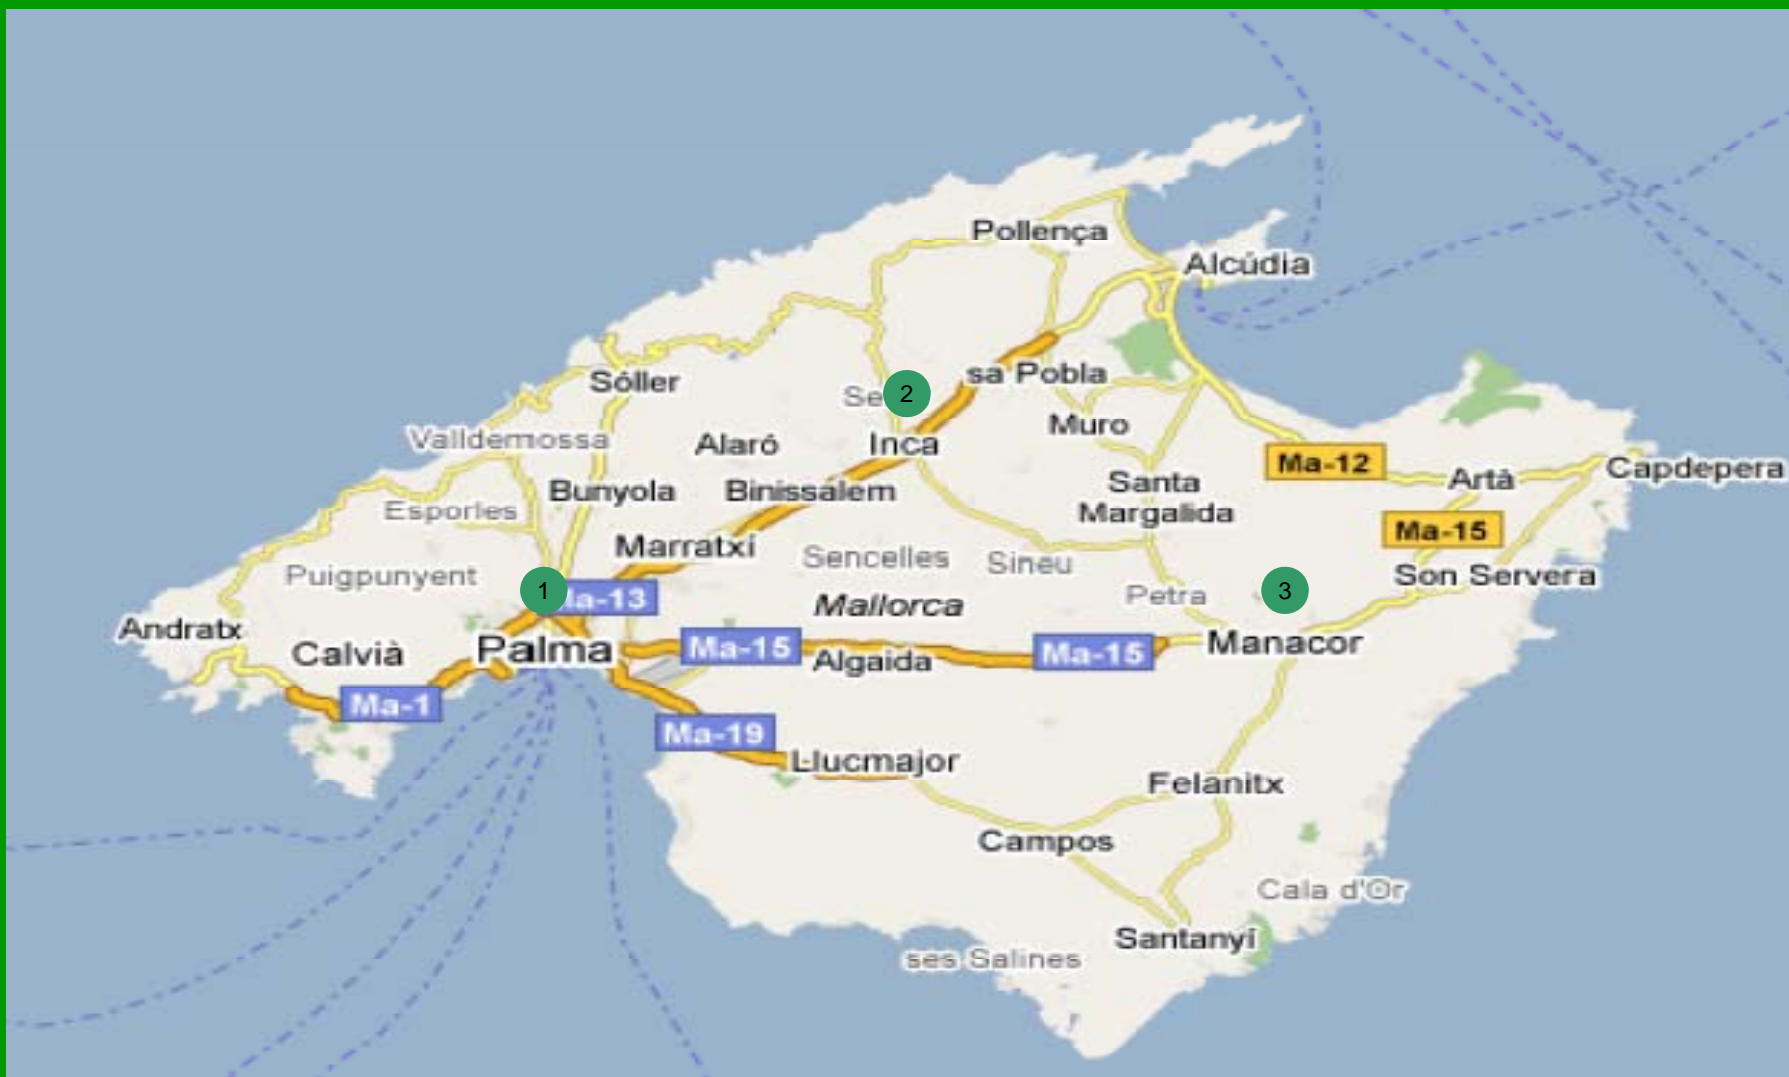 Pollença
Alcúdia
sa Pobla
Sóller
2
Muro
Valldemossa
Alaró
Inca
Ma-12
Capdepera
Artà
Santa
Margalida
Bunyola
Binissalem
Esporles
Ma-15
Marratxí
Sencelles
Sineu
Puigpunyent
Son Servera
1
Ma-13
3
Petra
Mallorca
Andratx
Calvià
Palma
Ma-15
Algaida
Ma-15
Manacor
Ma-1
Ma-19
Llucmajor
Felanitx
Campos
Cala d'Or
Santanyí
ses Salines